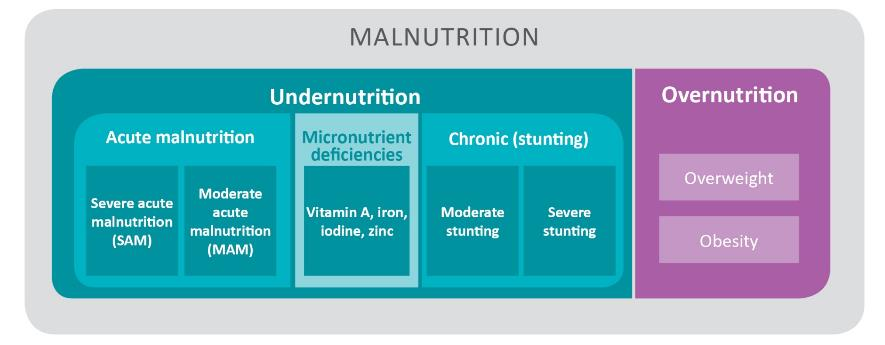 MALNUTRITION
Undernutrition
Acute malnutrition
Severe acute
malnutrition
(SAM)
Moderate
acute
malnutrition
(MAM)
Micronutrient
deficiencies
Vitamin A, iron,
iodine, zinc
Chronic (stunting)
Moderate
stunting
Severe
stunting
Overnutrition
Overweight
Obesity